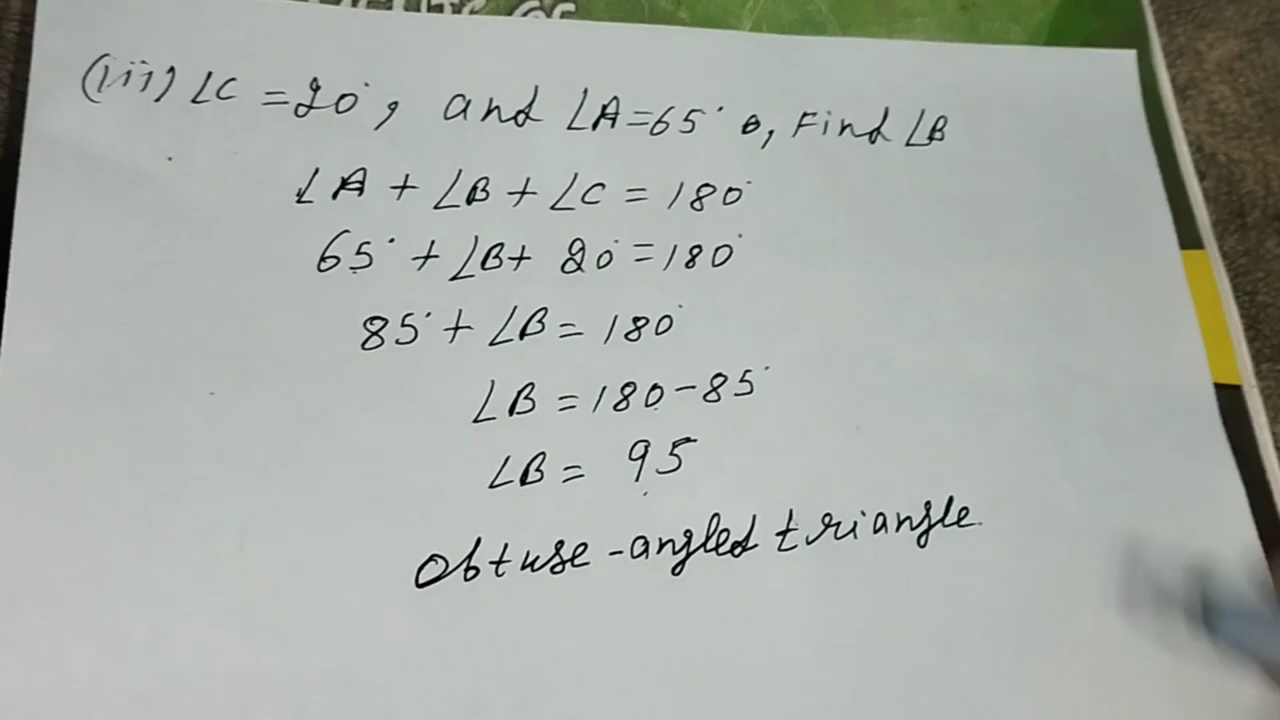 (iii) ∠C = 20°, and ∠A = 65°, Find ∠B
∠A + ∠B + ∠C = 180°
65° + ∠B + 20° = 180°
85° + ∠B = 180°
∠B = 180 - 85°
∠B = 95
Obtuse-angled triangle.